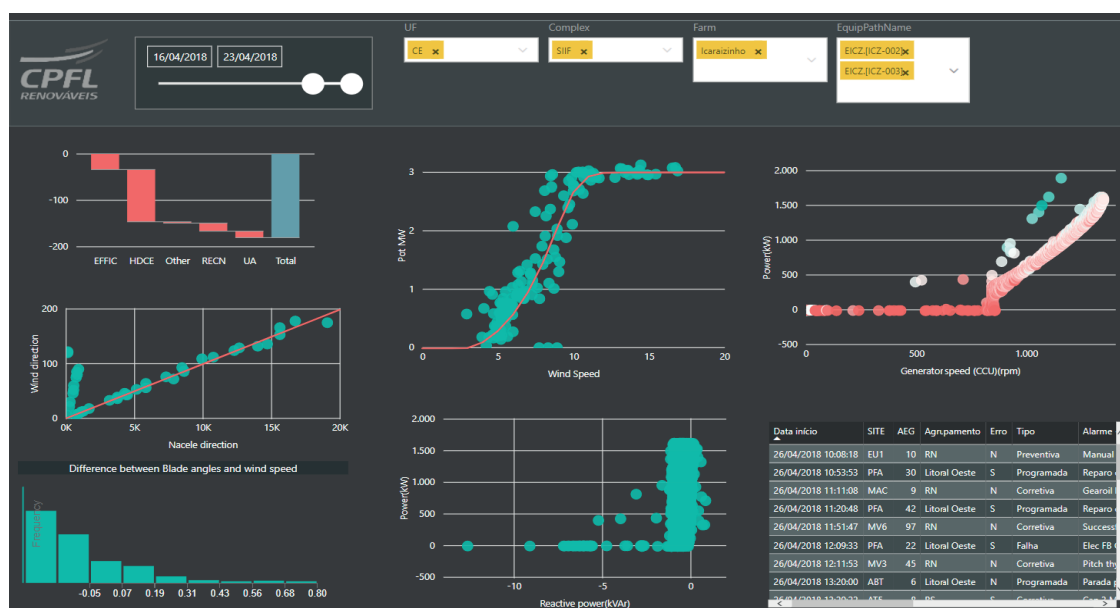 UF
Complex
Farm
EquipPathName
CPFL
RENOVÁVEIS
16/04/2018 23/04/2018
CE ×
SIIF ×
Icaraizinho ×
EICZ.[ICZ-002]×
EICZ.[ICZ-003]×
0
-100
-200
EFFIC HDCE Other RECN UA Total
Pot MW
3
2
1
0
0 5 10 15 20
Wind Speed
Power(kW)
2.000
1.500
1.000
500
0
-500
0 500 1.000
Generator speed (CCU)(rpm)
Wind direction
200
100
0
0K 5K 10K 15K 20K
Nacele direction
Difference between Blade angles and wind speed
Frequency
-0.05 0.07 0.19 0.31 0.43 0.56 0.68 0.80
Power(kW)
2.000
1.500
1.000
500
0
-500
-10 -5 0
Reactive power(kVAr)
Data início SITE AEG Agrupamento Erro Tipo Alarme
26/04/2018 10:08:18 EU1 10 RN N Preventiva Manual
26/04/2018 10:53:53 PFA 30 Litoral Oeste S Programada Reparo
26/04/2018 11:11:08 MAC 9 RN N Corretiva Gearoil
26/04/2018 11:20:48 PFA 42 Litoral Oeste S Programada Reparo
26/04/2018 11:51:47 MV6 97 RN N Corretiva Success
26/04/2018 12:09:33 PFA 22 Litoral Oeste S Falha Elec FB
26/04/2018 12:11:53 MV3 45 RN N Corretiva Pitch thy
26/04/2018 13:20:00 ABT 6 Litoral Oeste N Programada Parada